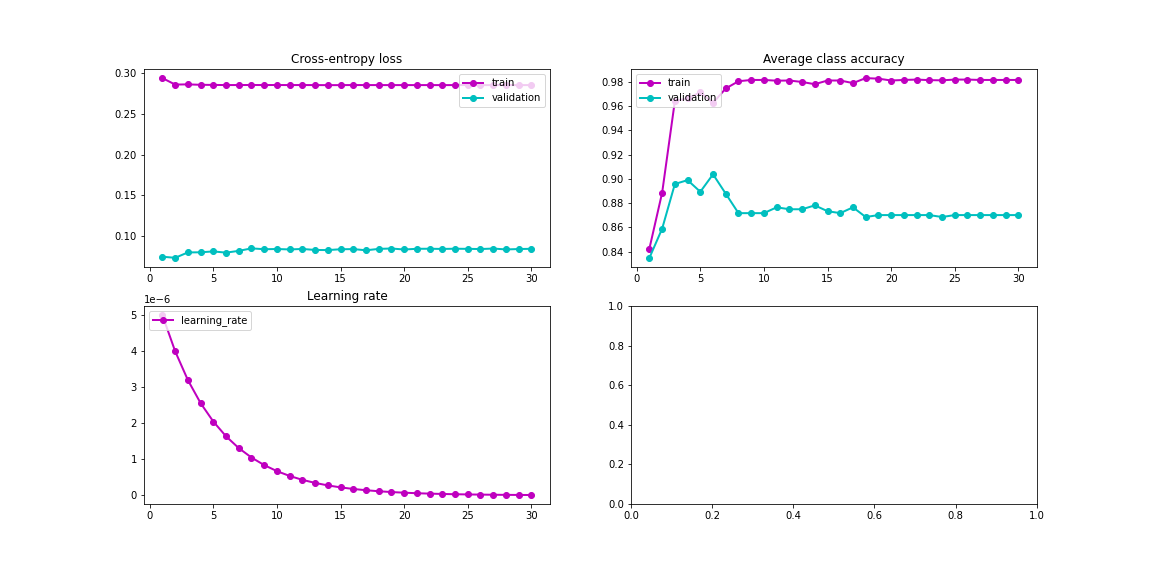 Cross-entropy loss
0.30
0.25
0.20
0.15
0.10
train
validation
0 5 10 15 20 25 30
Average class accuracy
0.98
0.96
0.94
0.92
0.90
0.88
0.86
0.84
train
validation
0 5 10 15 20 25 30
Learning rate
1e−6
5
4
3
2
1
0
learning_rate
0 5 10 15 20 25 30
1.0
0.8
0.6
0.4
0.2
0.0
0.0 0.2 0.4 0.6 0.8 1.0